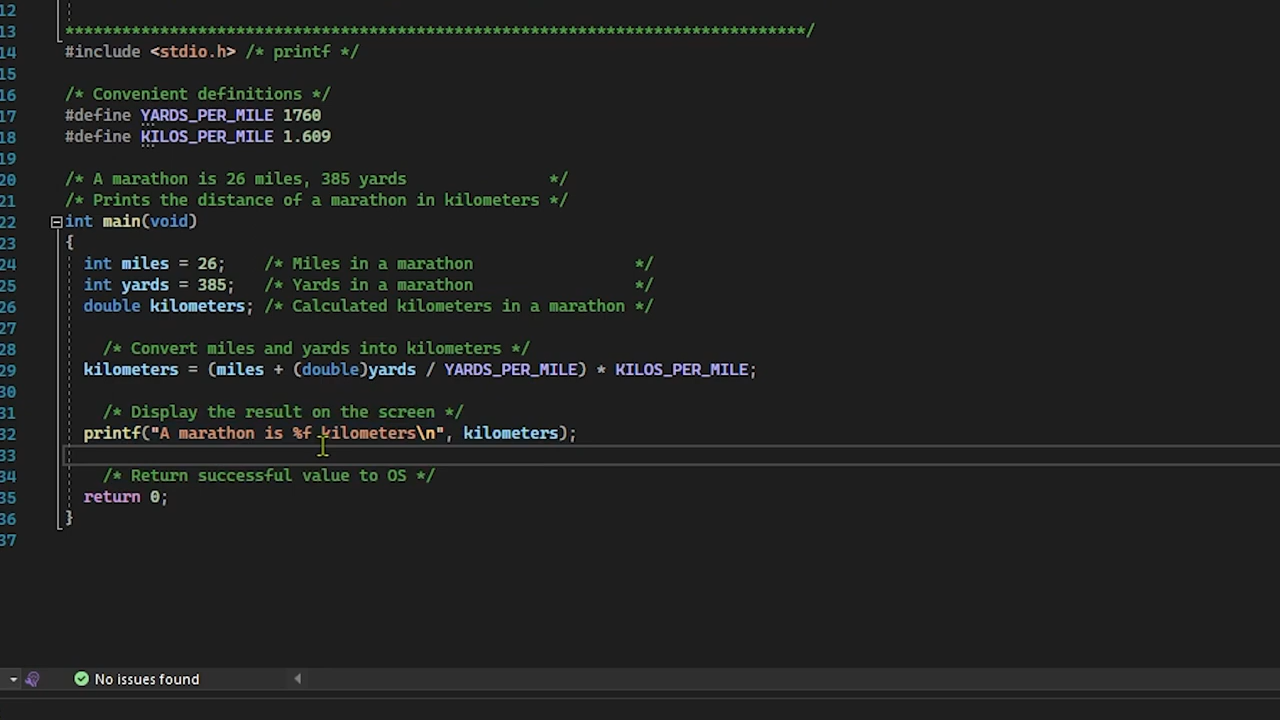 12
13 ******************************************************************************/
14 #include <stdio.h> /* printf */
15
16 /* Convenient definitions */
17 #define YARDS_PER_MILE 1760
18 #define KILOS_PER_MILE 1.609
19
20 /* A marathon is 26 miles, 385 yards */
21 /* Prints the distance of a marathon in kilometers */
22 int main(void)
23 {
24 int miles = 26; /* Miles in a marathon */
25 int yards = 385; /* Yards in a marathon */
26 double kilometers; /* Calculated kilometers in a marathon */
27
28 /* Convert miles and yards into kilometers */
29 kilometers = (miles + (double)yards / YARDS_PER_MILE) * KILOS_PER_MILE;
30
31 /* Display the result on the screen */
32 printf("A marathon is %f kilometers\n", kilometers);
33
34 /* Return successful value to OS */
35 return 0;
36 }
37
No issues found